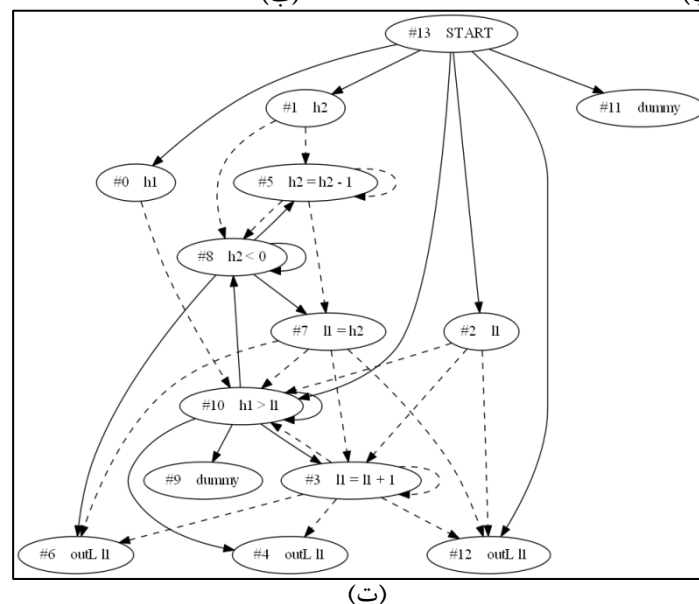 (ب)
#13 START
#1 h2
#11 dummy
#0 h1
#5 h2 = h2 - 1
#8 h2 < 0
#7 l1 = h2
#2 l1
#10 h1 > l1
#9 dummy
#3 l1 = l1 + 1
#6 outL l1
#4 outL l1
#12 outL l1
(ت)